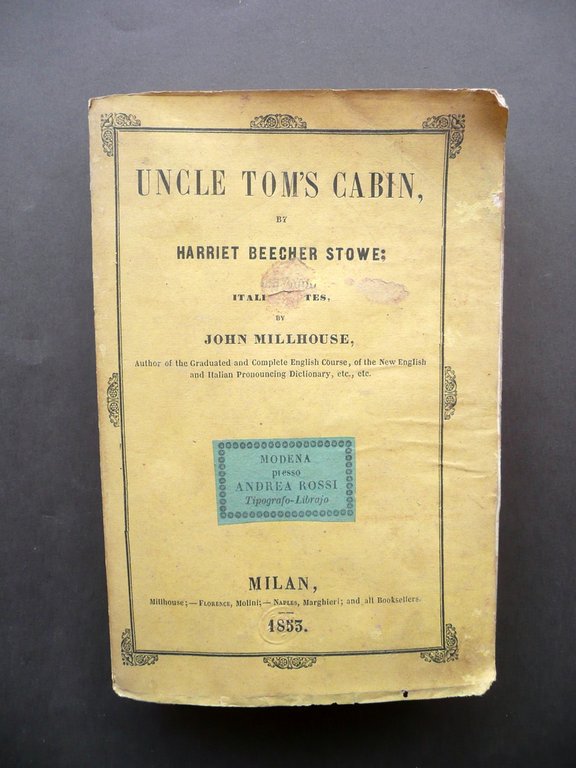 UNCLE TOM'S CABIN,
BY
HARRIET BEECHER STOWE:
BY
JOHN MILLHOUSE,
Author of the Graduated and Complete English Course, of the New English
and Italian Pronouncing Dictionary, etc., etc.
MODENA
presso
ANDREA ROSSI
Tipografo-Librajo
MILAN,
Millhouse;—FLORENCE, Molini;—NAPLES, Marghieri; and all Booksellers.
1853.